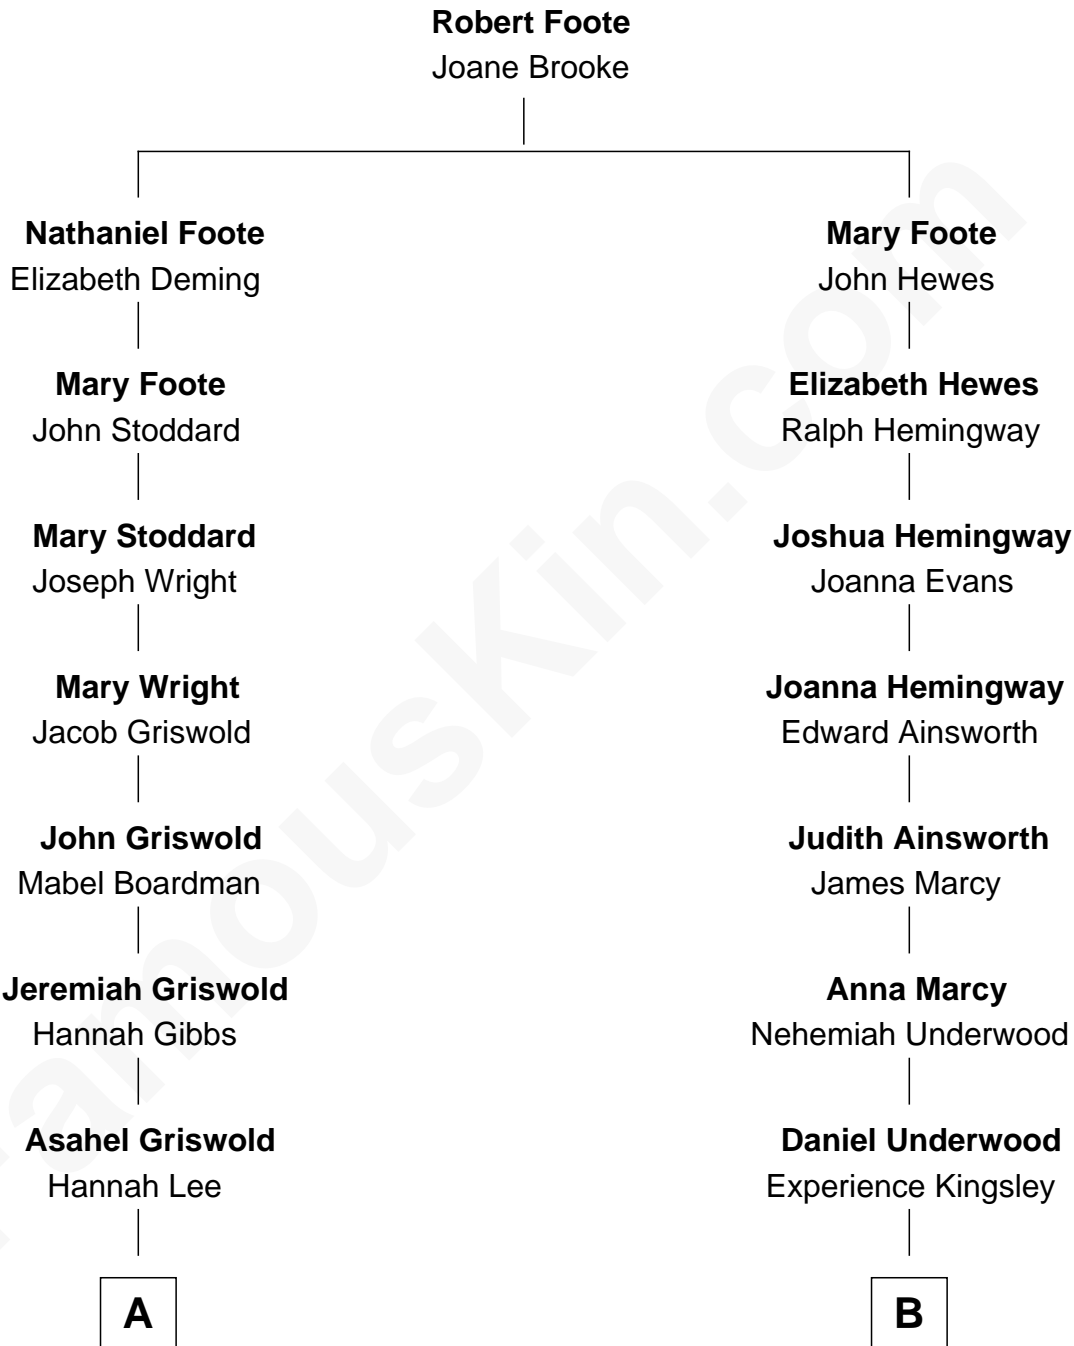 Robert Foote
Joane Brooke
Nathaniel Foote
Elizabeth Deming
Mary Foote
John Stoddard
Mary Stoddard
Joseph Wright
Mary Wright
Jacob Griswold
John Griswold
Mabel Boardman
Jeremiah Griswold
Hannah Gibbs
Asahel Griswold
Hannah Lee
A
Mary Foote
John Hewes
Elizabeth Hewes
Ralph Hemingway
Joshua Hemingway
Joanna Evans
Joanna Hemingway
Edward Ainsworth
Judith Ainsworth
James Marcy
Anna Marcy
Nehemiah Underwood
Daniel Underwood
Experience Kingsley
B
FamousKin.com